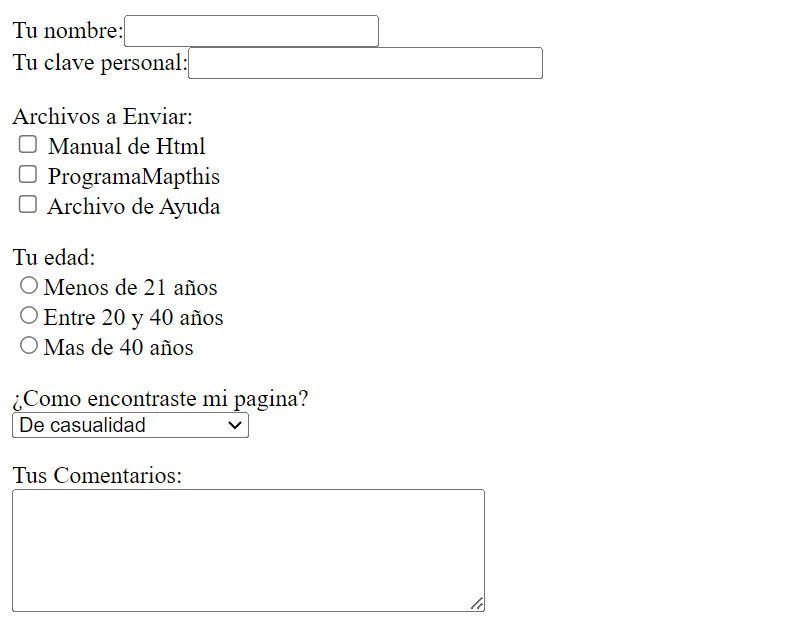 Tu nombre:
Tu clave personal:
Archivos a Enviar:
Manual de Html
ProgramaMapthis
Archivo de Ayuda
Tu edad:
Menos de 21 años
Entre 20 y 40 años
Mas de 40 años
¿Como encontraste mi pagina?
De casualidad
Tus Comentarios: